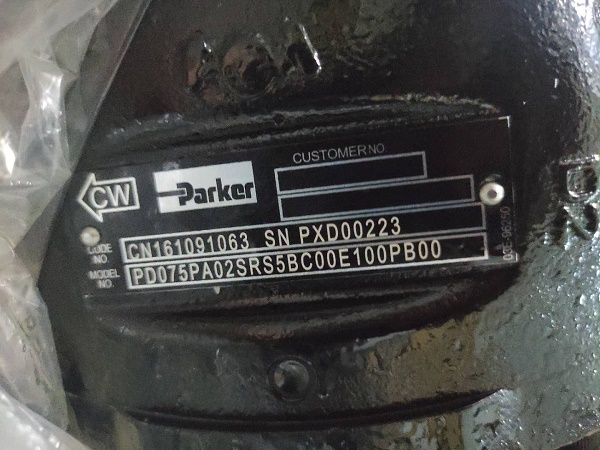 CUSTOMER NO.
CW
Parker
CODE NO. CN161091063 SN PXD00223
MODEL NO. PD075PA02SRS5BC00E100PB00